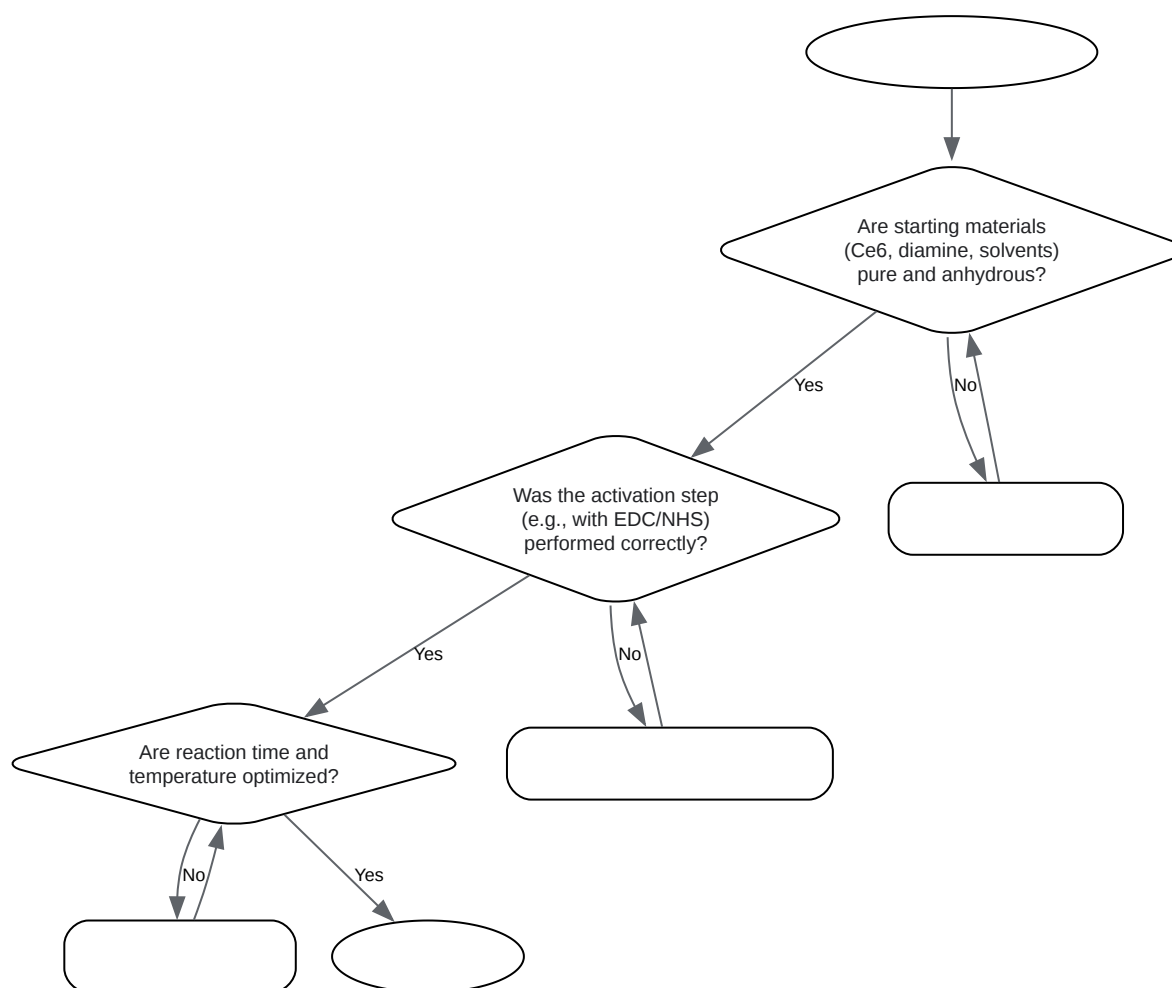 Are starting materials
(Ce6, diamine, solvents)
pure and anhydrous?
Yes
No
Was the activation step
(e.g., with EDC/NHS)
performed correctly?
Yes
No
Are reaction time and
temperature optimized?
No
Yes